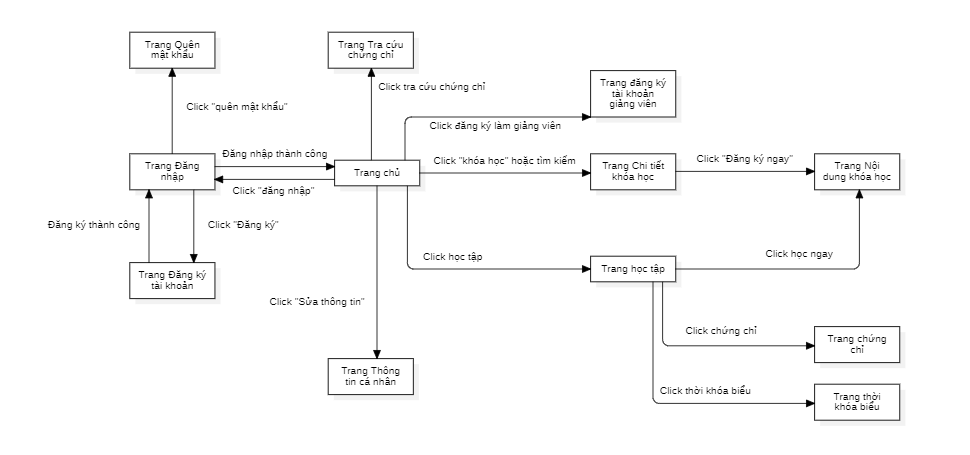 Trang Quên
mật khẩu
Trang Tra cứu
chứng chỉ
Click "quên mật khẩu"
Click tra cứu chứng chỉ
Trang đăng ký
tài khoản
giảng viên
Click đăng ký làm giảng viên
Trang Đăng
nhập
Đăng nhập thành công
Click "đăng nhập"
Trang chủ
Click "khóa học" hoặc tìm kiếm
Trang Chi tiết
khóa học
Click "Đăng ký ngay"
Trang Nội
dung khóa học
Đăng ký thành công
Click "Đăng ký"
Trang Đăng ký
tài khoản
Click học tập
Trang học tập
Click học ngay
Click "Sửa thông tin"
Click chứng chỉ
Trang chứng
chỉ
Trang Thông
tin cá nhân
Click thời khóa biểu
Trang thời
khóa biểu